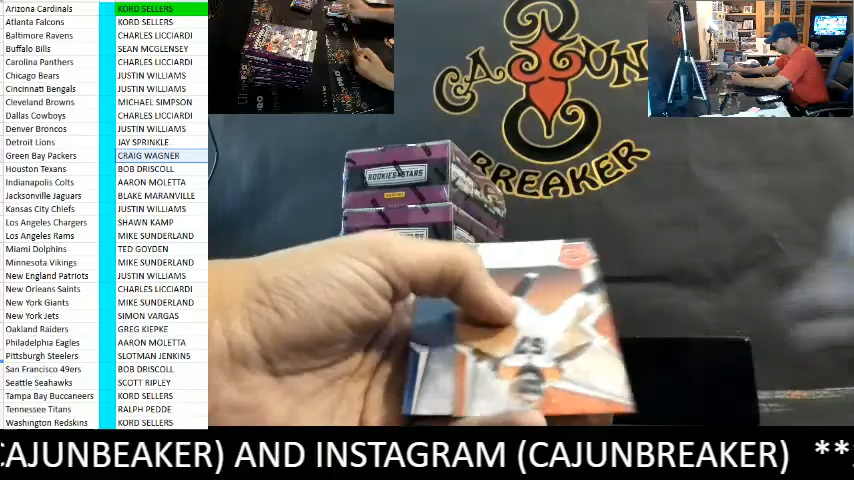 Arizona Cardinals KORD SELLERS
Atlanta Falcons KORD SELLERS
Baltimore Ravens CHARLES LICCIARDI
Buffalo Bills SEAN MCGLENSEY
Carolina Panthers CHARLES LICCIARDI
Chicago Bears JUSTIN WILLIAMS
Cincinnati Bengals JUSTIN WILLIAMS
Cleveland Browns MICHAEL SIMPSON
Dallas Cowboys CHARLES LICCIARDI
Denver Broncos JUSTIN WILLIAMS
Detroit Lions JAY SPRINKLE
Green Bay Packers CRAIG WAGNER
Houston Texans BOB DRISCOLL
Indianapolis Colts AARON MOLETTA
Jacksonville Jaguars BLAKE MARANVILLE
Kansas City Chiefs JUSTIN WILLIAMS
Los Angeles Chargers SHAWN KAMP
Los Angeles Rams MIKE SUNDERLAND
Miami Dolphins TED GOYDEN
Minnesota Vikings MIKE SUNDERLAND
New England Patriots JUSTIN WILLIAMS
New Orleans Saints CHARLES LICCIARDI
New York Giants MIKE SUNDERLAND
New York Jets SIMON VARGAS
Oakland Raiders GREG KIEPKE
Philadelphia Eagles AARON MOLETTA
Pittsburgh Steelers SLOTMAN JENKINS
San Francisco 49ers BOB DRISCOLL
Seattle Seahawks SCOTT RIPLEY
Tampa Bay Buccaneers KORD SELLERS
Tennessee Titans RALPH PEDDE
Washington Redskins KORD SELLERS
CAJUN
BREAKER
ROOKIES & STARS
PANINI
CAJUNBEAKER) AND INSTAGRAM (CAJUNBREAKER) **